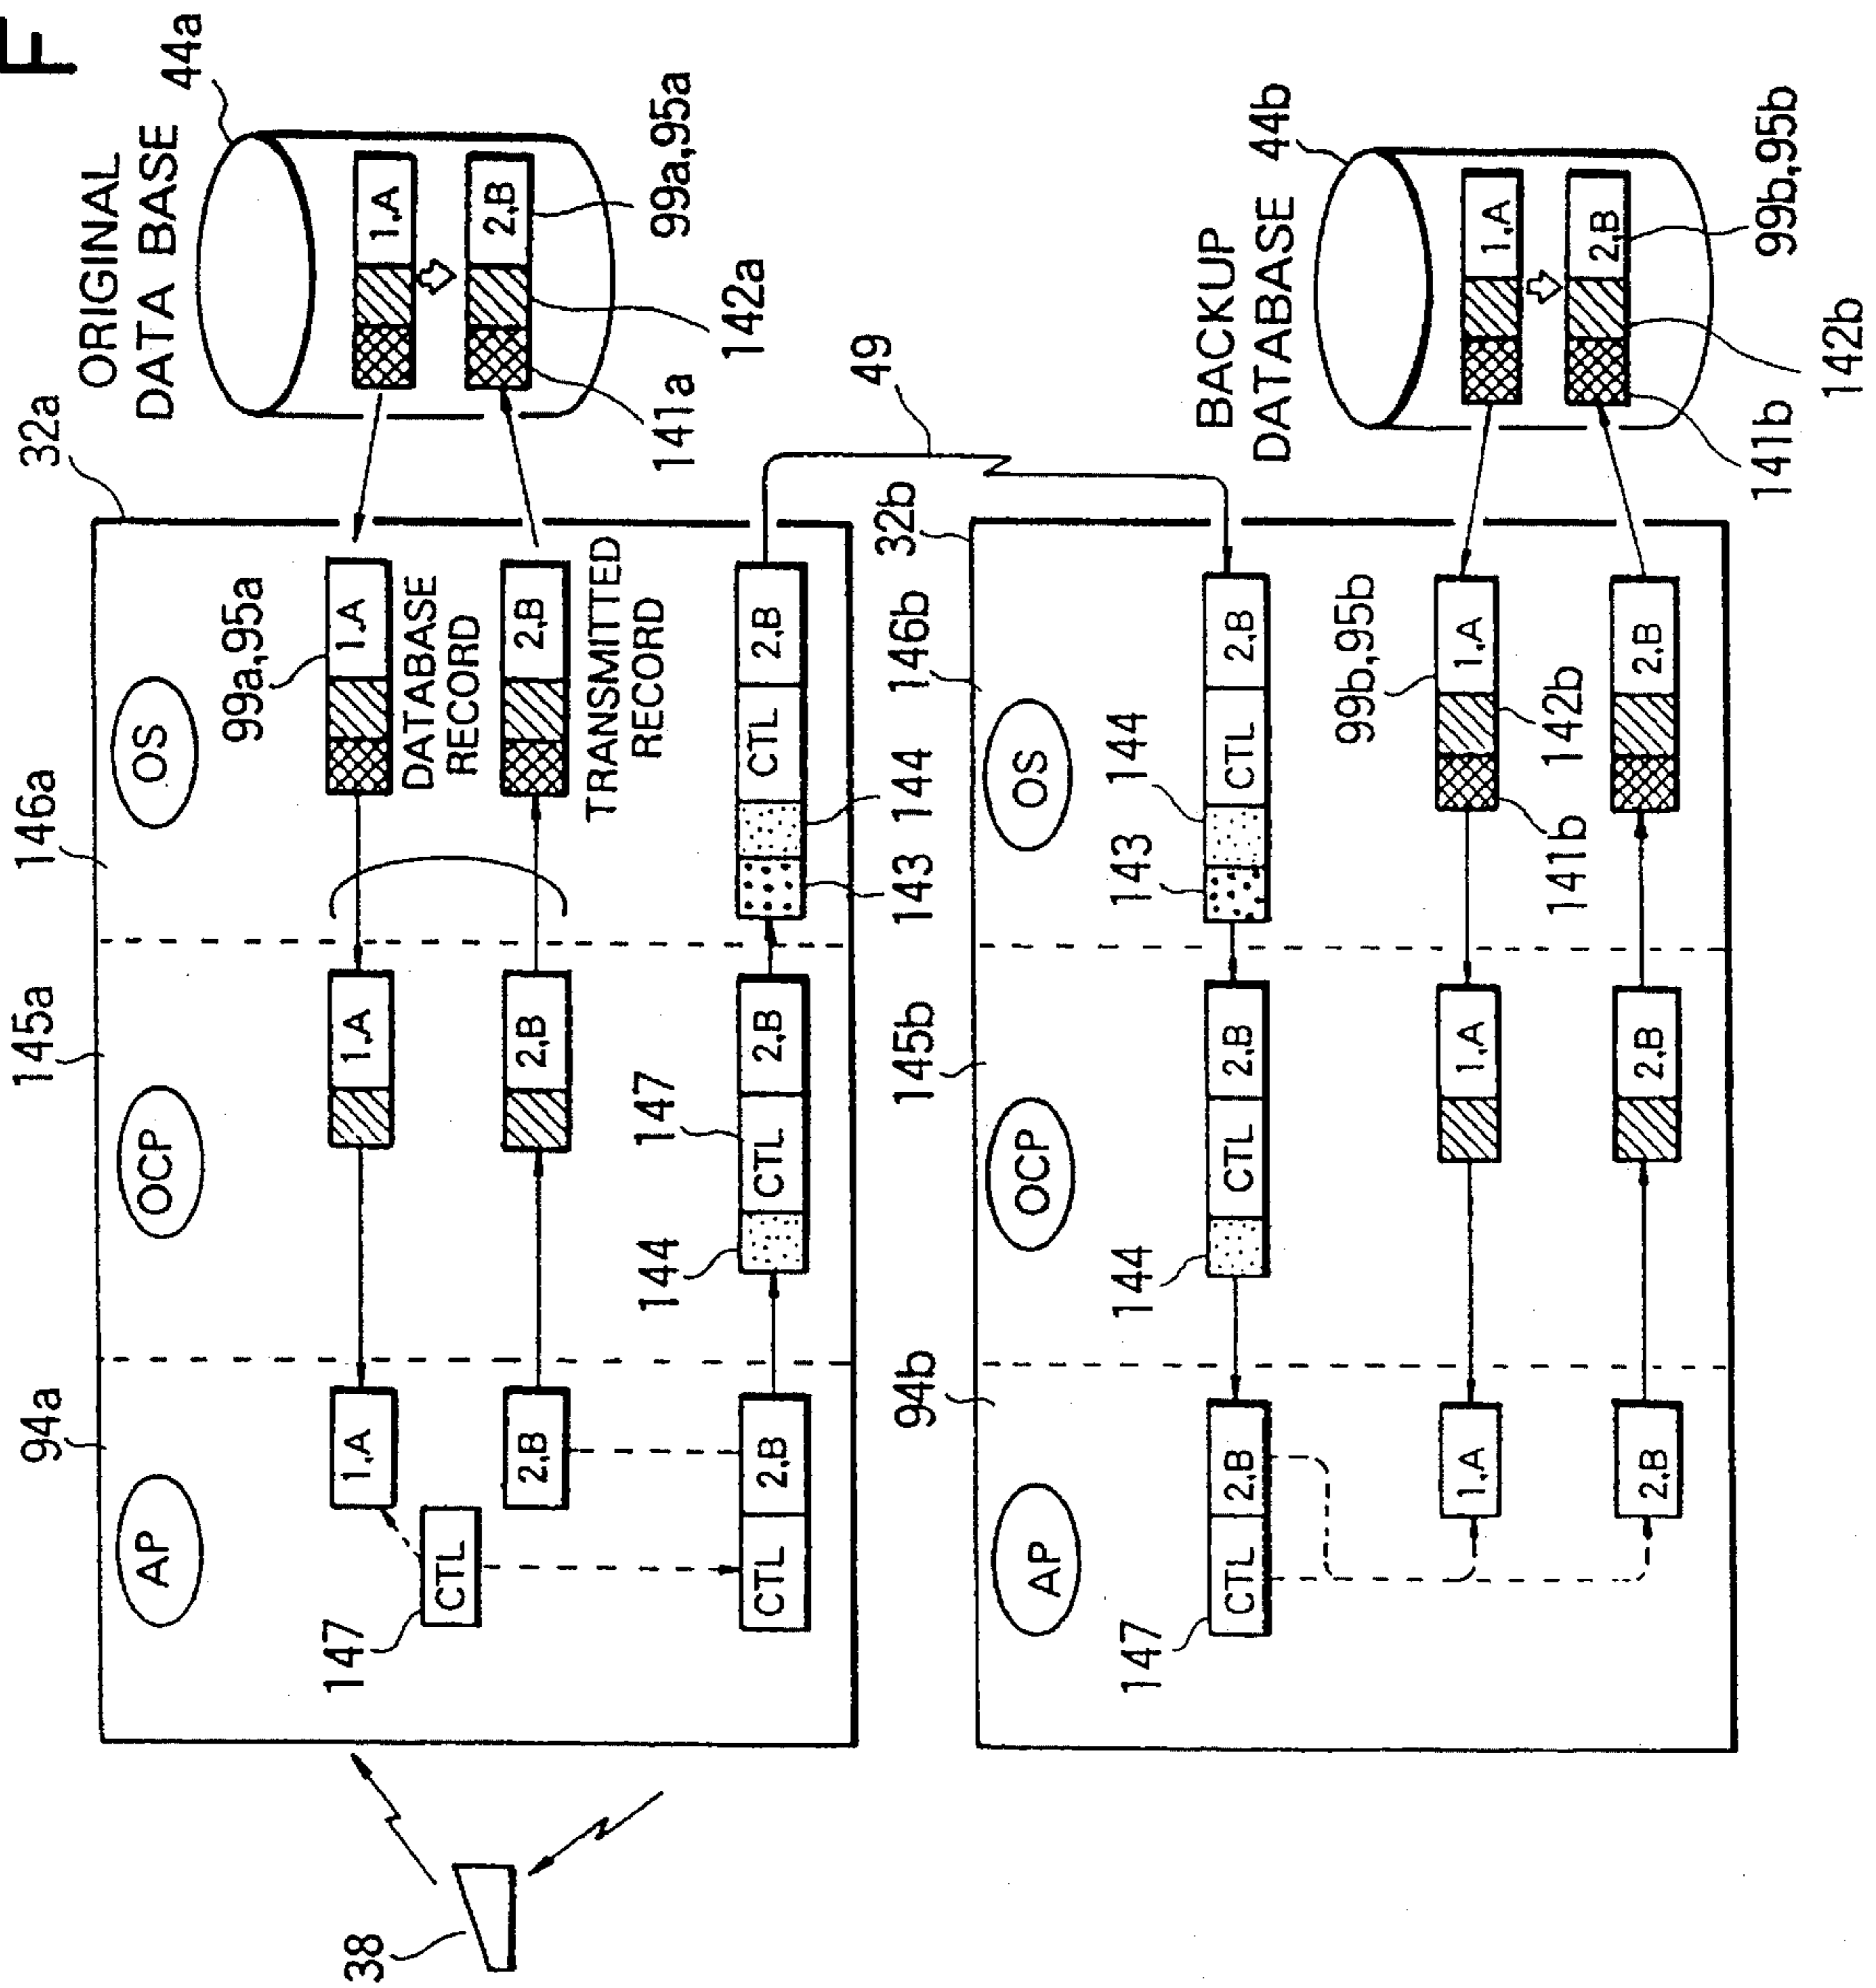 F
145a 146a 32a
94a
ORIGINAL
DATA BASE 44a
AP OCP OS
99a,95a
147 1,A 1,A 1,A 1,A
DATABASE
RECORD
CTL
2,B 2,B 2,B 2,B
TRANSMITTED
RECORD
141a 142a 99a,95a
38
144 147
CTL 2,B CTL 2,B CTL 2,B
143 144 49
94b 145b 146b 32b
AP OCP OS
144 143 144
147 CTL 2,B CTL 2,B CTL 2,B
BACKUP
DATABASE 44b
99b,95b
1,A 1,A 1,A 1,A
141b 142b
2,B 2,B 2,B 2,B
141b 142b 99b,95b